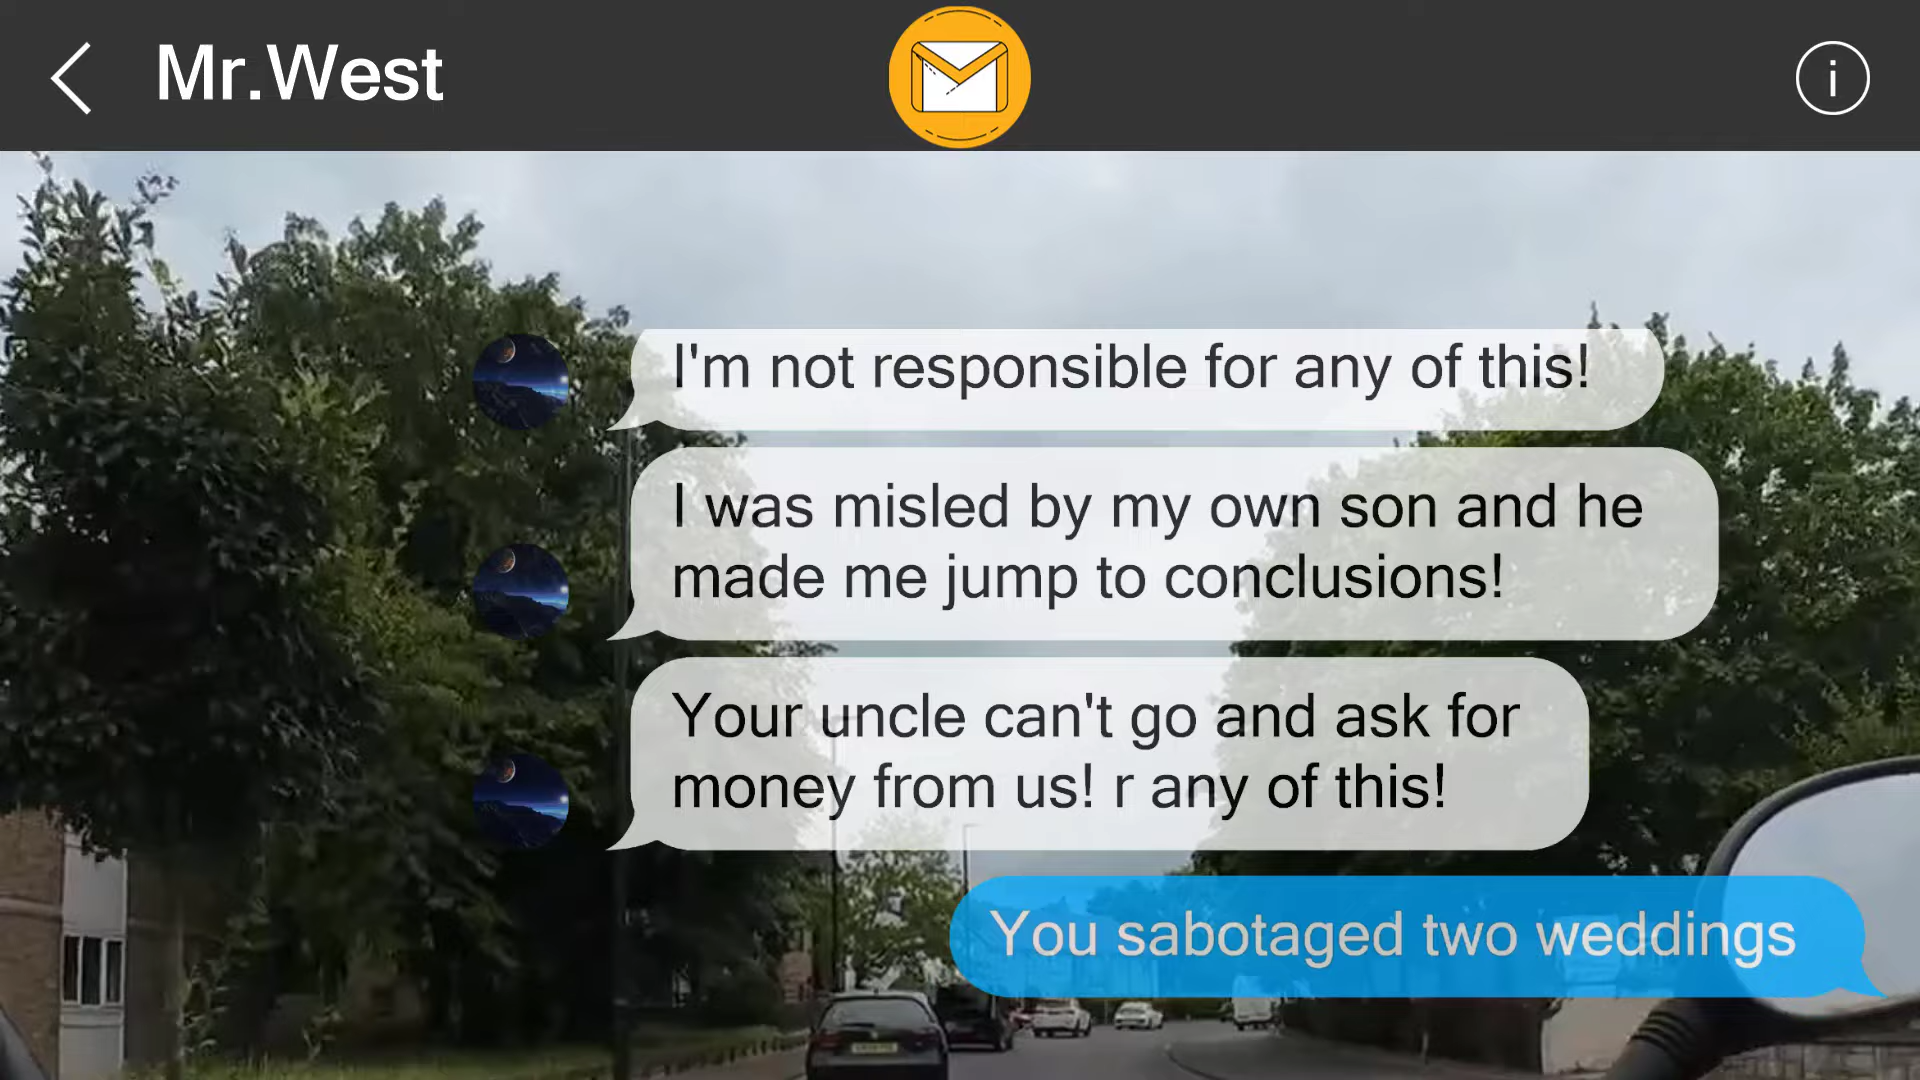 Mr.West
i
I'm not responsible for any of this!
I was misled by my own son and he
made me jump to conclusions!
Your uncle can't go and ask for
money from us! r any of this!
You sabotaged two weddings